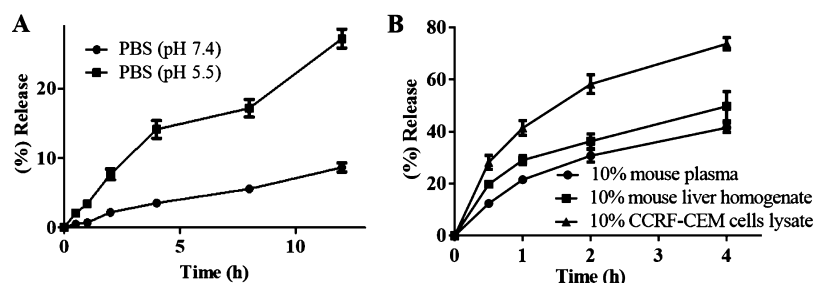 A
PBS (pH 7.4)
PBS (pH 5.5)
(%) Release
20
10
0
0
5
10
Time (h)
B
(%) Release
80
60
40
20
0
10% mouse plasma
10% mouse liver homogenate
10% CCRF-CEM cells lysate
0
1
2
3
4
Time (h)